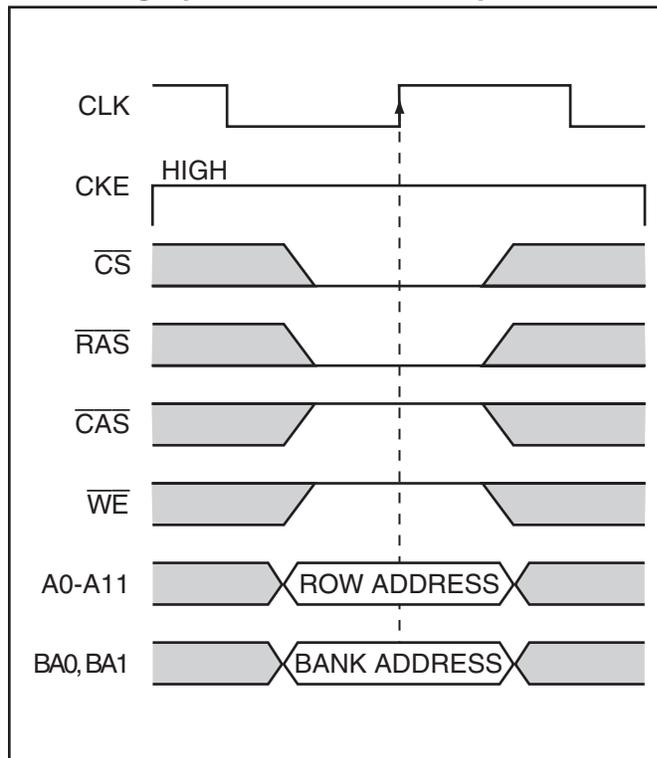 CLK
CKE HIGH
CS
RAS
CAS
WE
A0-A11 ROW ADDRESS
BA0, BA1 BANK ADDRESS